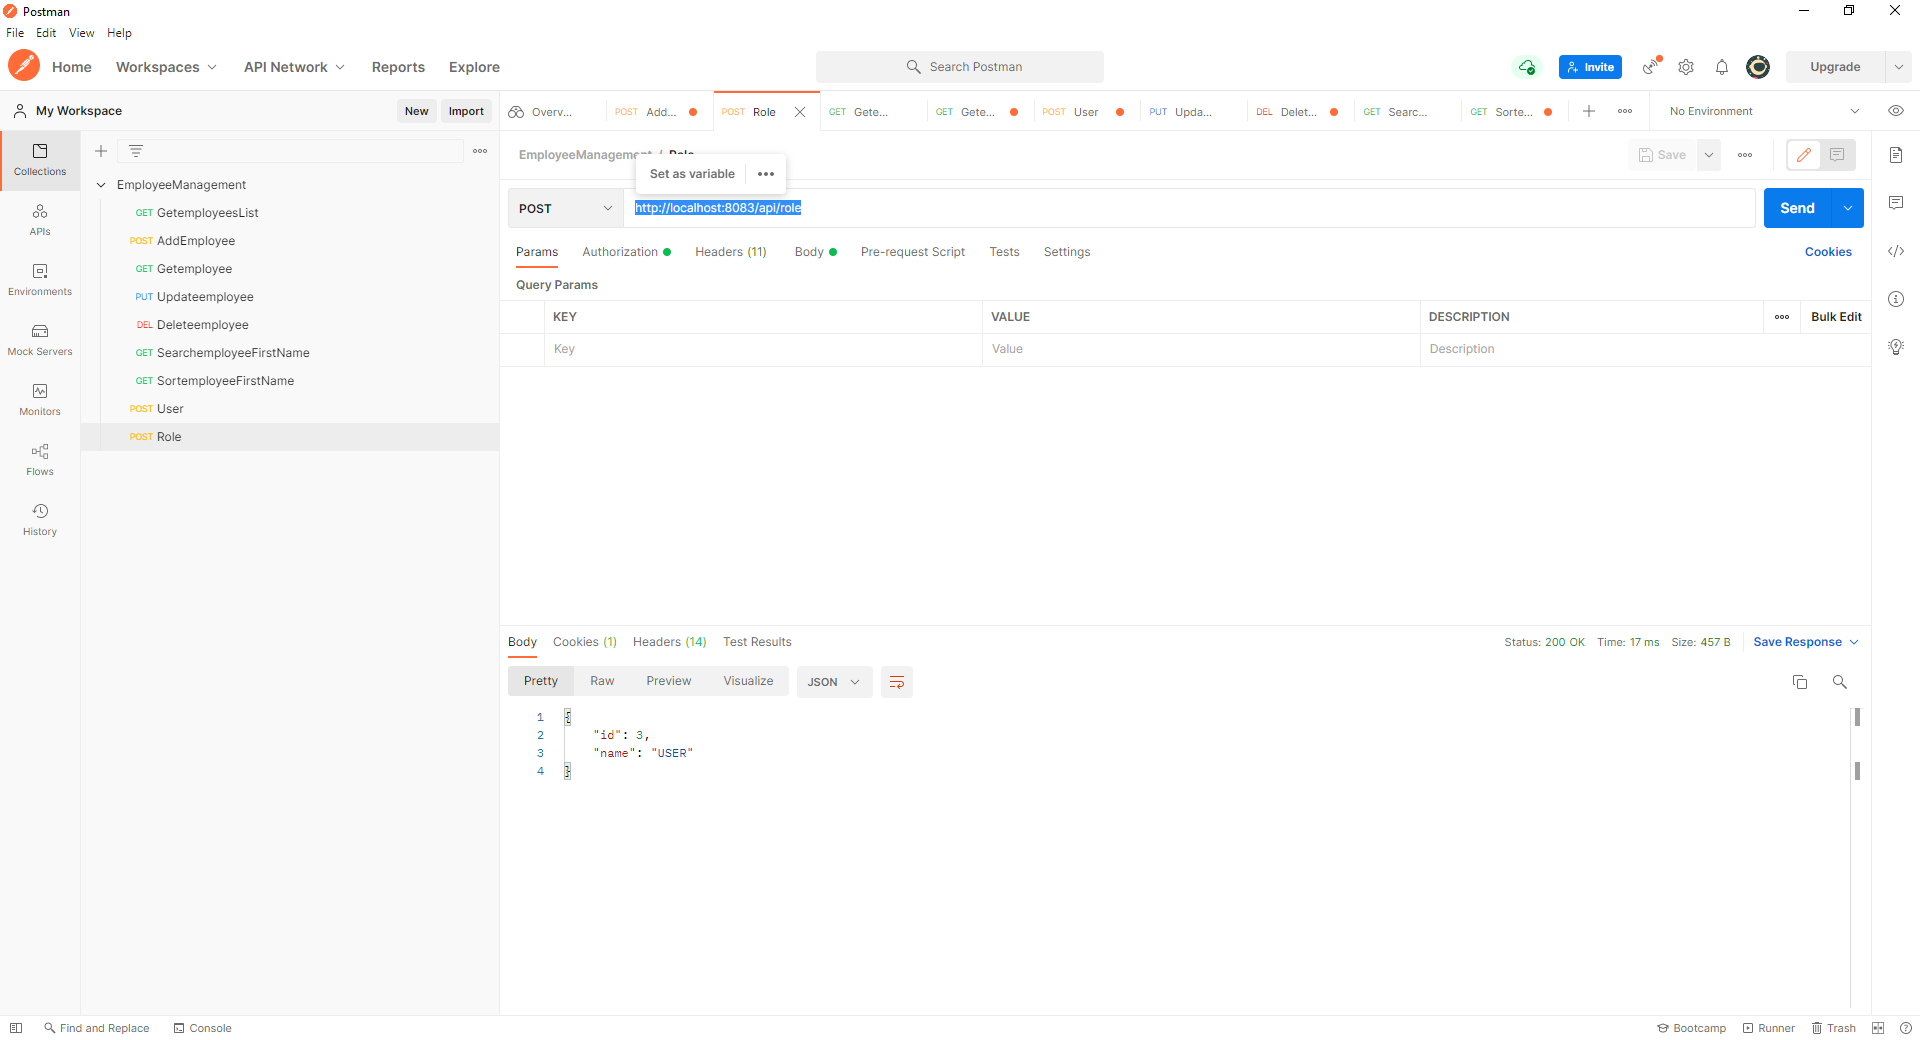 Postman
File Edit View Help
Home Workspaces API Network Reports Explore Search Postman Invite Upgrade
My Workspace New Import Overv... POST Add... POST Role GET Gete... GET Gete... POST User PUT Upda... DEL Delet... GET Searc... GET Sorte... No Environment
Collections
APIs
Environments
Mock Servers
Monitors
Flows
History
EmployeeManagement
GET GetemployeesList
POST AddEmployee
GET Getemployee
PUT Updateemployee
DEL Deleteemployee
GET SearchemployeeFirstName
GET SortemployeeFirstName
POST User
POST Role
EmployeeManagement / Role Save
Set as variable
POST http://localhost:8083/api/role Send
Params Authorization Headers (11) Body Pre-request Script Tests Settings Cookies
Query Params
KEY VALUE DESCRIPTION Bulk Edit
Key Value Description
Body Cookies (1) Headers (14) Test Results Status: 200 OK Time: 17 ms Size: 457 B Save Response
Pretty Raw Preview Visualize JSON
1 {
2 "id": 3,
3 "name": "USER"
4 }
Find and Replace Console Bootcamp Runner Trash